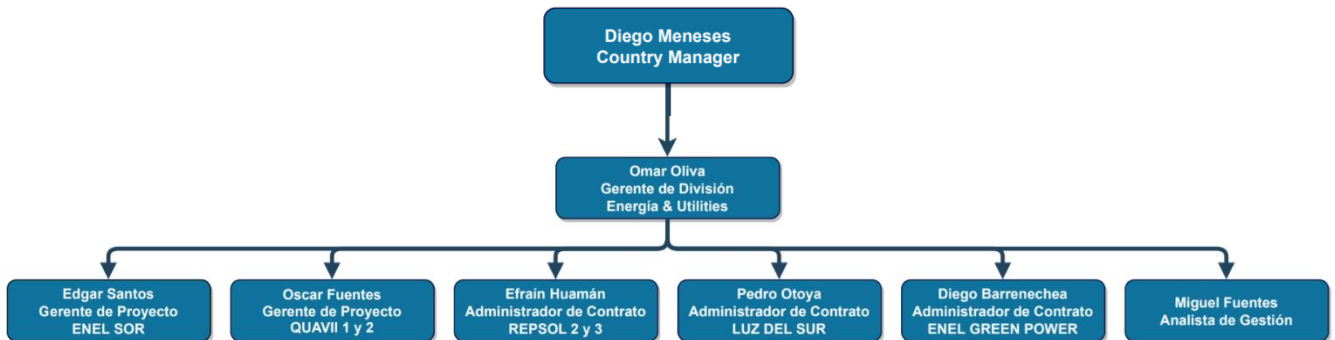 Diego Meneses
Country Manager
Omar Oliva
Gerente de División
Energía & Utilities
Edgar Santos
Gerente de Proyecto
ENEL SOR
Oscar Fuentes
Gerente de Proyecto
QUAVII 1 y 2
Efraín Huamán
Administrador de Contrato
REPSOL 2 y 3
Pedro Otoya
Administrador de Contrato
LUZ DEL SUR
Diego Barrenechea
Administrador de Contrato
ENEL GREEN POWER
Miguel Fuentes
Analista de Gestión